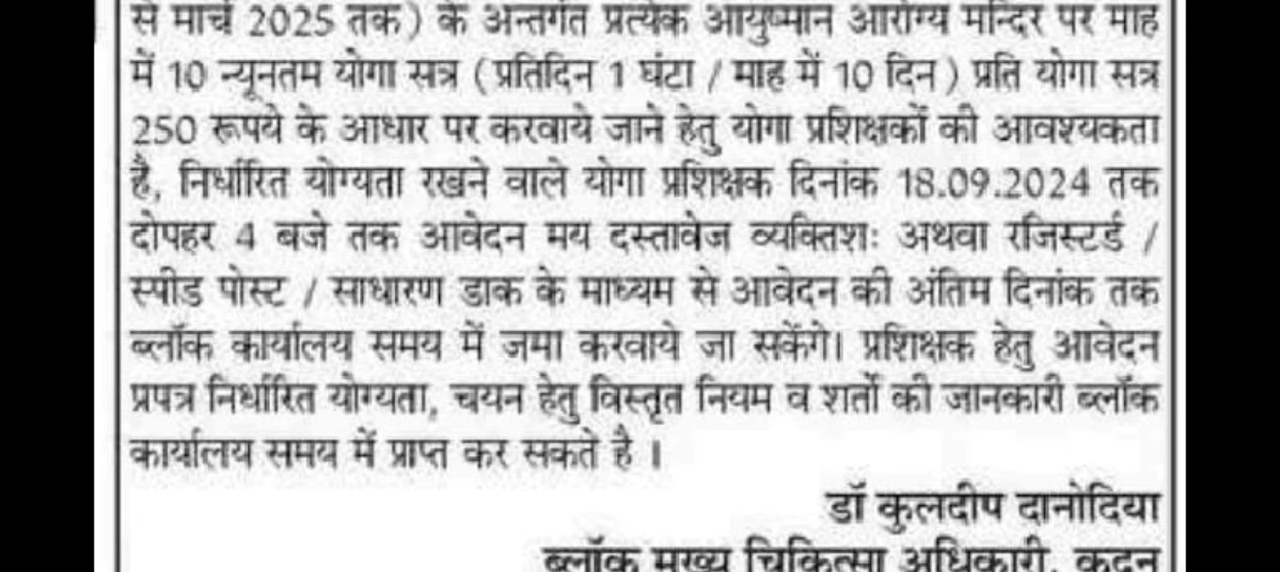 से मार्च 2025 तक) के अन्तर्गत प्रत्येक आयुष्मान आरोग्य मन्दिर पर माह
में 10 न्यूनतम योगा सत्र (प्रतिदिन 1 घंटा / माह में 10 दिन) प्रति योगा सत्र
250 रूपये के आधार पर करवाये जाने हेतु योगा प्रशिक्षकों की आवश्यकता
है, निर्धारित योग्यता रखने वाले योगा प्रशिक्षक दिनांक 18.09.2024 तक
दोपहर 4 बजे तक आवेदन मय दस्तावेज व्यक्तिशः अथवा रजिस्टर्ड /
स्पीड पोस्ट / साधारण डाक के माध्यम से आवेदन की अंतिम दिनांक तक
ब्लॉक कार्यालय समय में जमा करवाये जा सकेंगे। प्रशिक्षक हेतु आवेदन
प्रपत्र निर्धारित योग्यता, चयन हेतु विस्तृत नियम व शर्तो की जानकारी ब्लॉक
कार्यालय समय में प्राप्त कर सकते है ।
डॉ कुलदीप दानोदिया
ब्लॉक मुख्य चिकित्सा अधिकारी, कुदन